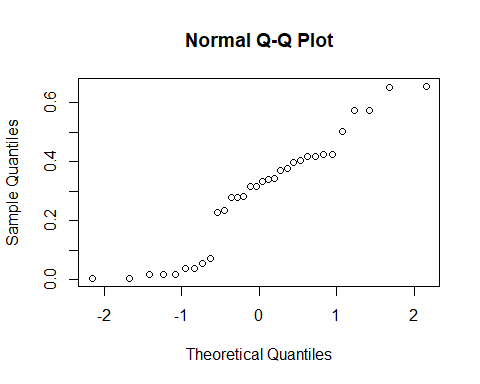 Normal Q-Q Plot
Sample Quantiles
0.6
0.4
0.2
0.0
-2 -1 0 1 2
Theoretical Quantiles